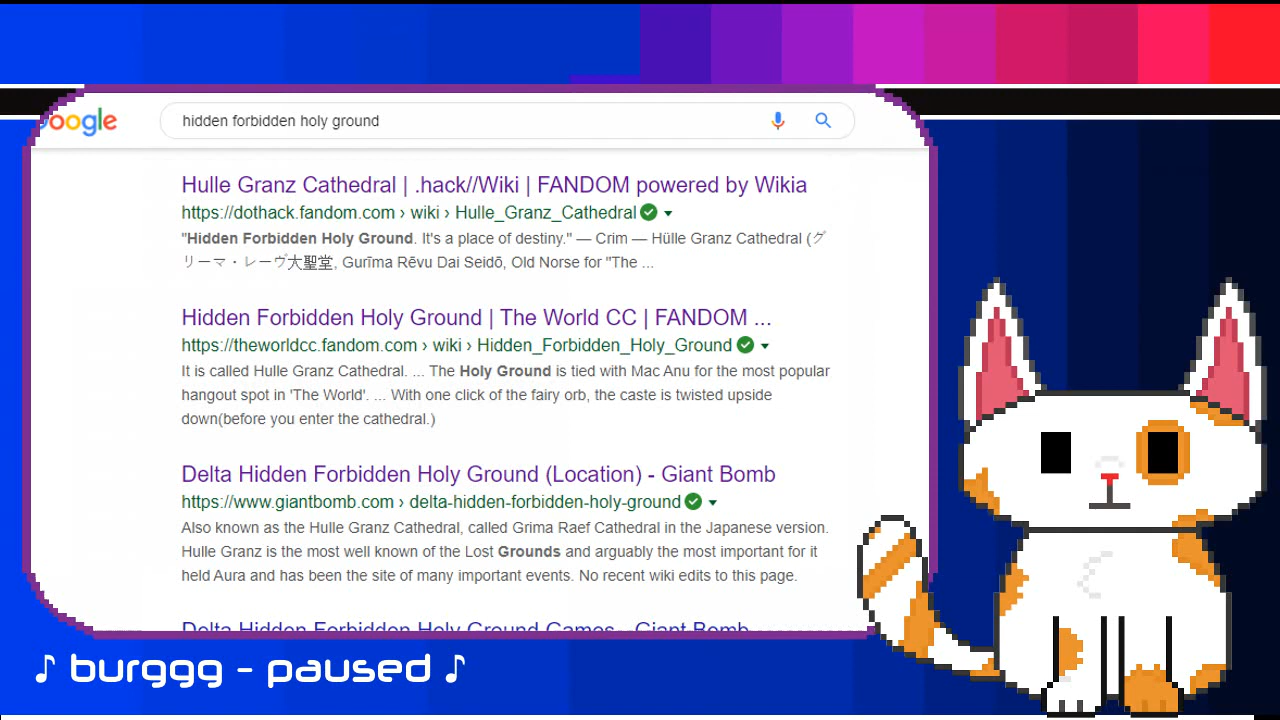 oogle
hidden forbidden holy ground
Hulle Granz Cathedral | .hack//Wiki | FANDOM powered by Wikia
https://dothack.fandom.com › wiki › Hulle_Granz_Cathedral
"Hidden Forbidden Holy Ground. It's a place of destiny." — Crim — Hülle Granz Cathedral (グ
リーマ・レーヴ大聖堂, Gurīma Rēvu Dai Seidō, Old Norse for "The ...
Hidden Forbidden Holy Ground | The World CC | FANDOM ...
https://theworldcc.fandom.com › wiki › Hidden_Forbidden_Holy_Ground
It is called Hulle Granz Cathedral. ... The Holy Ground is tied with Mac Anu for the most popular
hangout spot in 'The World'. ... With one click of the fairy orb, the caste is twisted upside
down(before you enter the cathedral.)
Delta Hidden Forbidden Holy Ground (Location) - Giant Bomb
https://www.giantbomb.com › delta-hidden-forbidden-holy-ground
Also known as the Hulle Granz Cathedral, called Grima Raef Cathedral in the Japanese version.
Hulle Granz is the most well known of the Lost Grounds and arguably the most important for it
held Aura and has been the site of many important events. No recent wiki edits to this page.
Delta Hidden Forbidden Holy Ground Games - Giant Bomb
♪ burggg - paused ♪